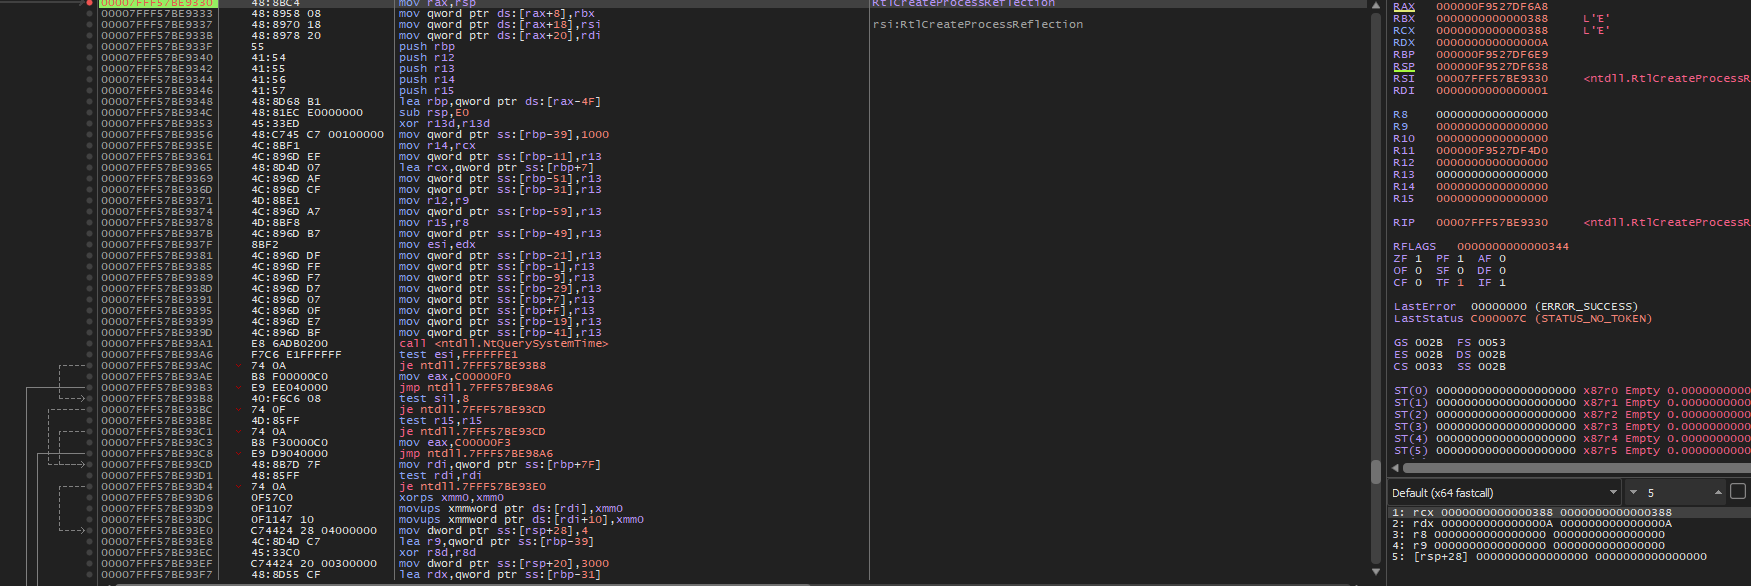 00007FFF57BE9330 48:8BC4 mov rax,rsp RtlCreateProcessReflection
00007FFF57BE9333 48:8958 08 mov qword ptr ds:[rax+8],rbx
00007FFF57BE9337 48:8970 18 mov qword ptr ds:[rax+18],rsi rsi:RtlCreateProcessReflection
00007FFF57BE933B 48:8978 20 mov qword ptr ds:[rax+20],rdi
00007FFF57BE933F 55 push rbp
00007FFF57BE9340 41:54 push r12
00007FFF57BE9342 41:55 push r13
00007FFF57BE9344 41:56 push r14
00007FFF57BE9346 41:57 push r15
00007FFF57BE9348 48:8D68 B1 lea rbp,qword ptr ds:[rax-4F]
00007FFF57BE934C 48:81EC E0000000 sub rsp,E0
00007FFF57BE9353 45:33ED xor r13d,r13d
00007FFF57BE9356 48:C745 C7 00100000 mov qword ptr ss:[rbp-39],1000
00007FFF57BE935E 4C:8BF1 mov r14,rcx
00007FFF57BE9361 4C:896D EF mov qword ptr ss:[rbp-11],r13
00007FFF57BE9365 48:8D4D 07 lea rcx,qword ptr ss:[rbp+7]
00007FFF57BE9369 4C:896D AF mov qword ptr ss:[rbp-51],r13
00007FFF57BE936D 4C:896D CF mov qword ptr ss:[rbp-31],r13
00007FFF57BE9371 4D:8BE1 mov r12,r9
00007FFF57BE9374 4C:896D A7 mov qword ptr ss:[rbp-59],r13
00007FFF57BE9378 4D:8BF8 mov r15,r8
00007FFF57BE937B 4C:896D B7 mov qword ptr ss:[rbp-49],r13
00007FFF57BE937F 8BF2 mov esi,edx
00007FFF57BE9381 4C:896D DF mov qword ptr ss:[rbp-21],r13
00007FFF57BE9385 4C:896D FF mov qword ptr ss:[rbp-1],r13
00007FFF57BE9389 4C:896D F7 mov qword ptr ss:[rbp-9],r13
00007FFF57BE938D 4C:896D D7 mov qword ptr ss:[rbp-29],r13
00007FFF57BE9391 4C:896D 07 mov qword ptr ss:[rbp+7],r13
00007FFF57BE9395 4C:896D 0F mov qword ptr ss:[rbp+F],r13
00007FFF57BE9399 4C:896D E7 mov qword ptr ss:[rbp-19],r13
00007FFF57BE939D 4C:896D BF mov qword ptr ss:[rbp-41],r13
00007FFF57BE93A1 E8 6ADB0200 call <ntdll.NtQuerySystemTime>
00007FFF57BE93A6 F7C6 E1FFFFFF test esi,FFFFFFE1
00007FFF57BE93AC 74 0A je ntdll.7FFF57BE93B8
00007FFF57BE93AE B8 F00000C0 mov eax,C00000F0
00007FFF57BE93B3 E9 EE040000 jmp ntdll.7FFF57BE98A6
00007FFF57BE93B8 40:F6C6 08 test sil,8
00007FFF57BE93BC 74 0F je ntdll.7FFF57BE93CD
00007FFF57BE93BE 4D:85FF test r15,r15
00007FFF57BE93C1 74 0A je ntdll.7FFF57BE93CD
00007FFF57BE93C3 B8 F30000C0 mov eax,C00000F3
00007FFF57BE93C8 E9 D9040000 jmp ntdll.7FFF57BE98A6
00007FFF57BE93CD 48:8B7D 7F mov rdi,qword ptr ss:[rbp+7F]
00007FFF57BE93D1 48:85FF test rdi,rdi
00007FFF57BE93D4 74 0A je ntdll.7FFF57BE93E0
00007FFF57BE93D6 0F57C0 xorps xmm0,xmm0
00007FFF57BE93D9 0F1107 movups xmmword ptr ds:[rdi],xmm0
00007FFF57BE93DC 0F1147 10 movups xmmword ptr ds:[rdi+10],xmm0
00007FFF57BE93E0 C74424 28 04000000 mov dword ptr ss:[rsp+28],4
00007FFF57BE93E8 4C:8D4D C7 lea r9,qword ptr ss:[rbp-39]
00007FFF57BE93EC 45:33C0 xor r8d,r8d
00007FFF57BE93EF C74424 20 00300000 mov dword ptr ss:[rsp+20],3000
00007FFF57BE93F7 48:8D55 CF lea rdx,qword ptr ss:[rbp-31]
RAX 000000F9527DF6A8
RBX 0000000000000388 L'Έ'
RCX 0000000000000388 L'Έ'
RDX 000000000000000A
RBP 000000F9527DF6E9
RSP 000000F9527DF638
RSI 00007FFF57BE9330 <ntdll.RtlCreateProcessR
RDI 0000000000000001
R8 0000000000000000
R9 0000000000000000
R10 0000000000000000
R11 000000F9527DF4D0
R12 0000000000000000
R13 0000000000000000
R14 0000000000000000
R15 0000000000000000
RIP 00007FFF57BE9330 <ntdll.RtlCreateProcessR
RFLAGS 0000000000000344
ZF 1 PF 1 AF 0
OF 0 SF 0 DF 0
CF 0 TF 1 IF 1
LastError 00000000 (ERROR_SUCCESS)
LastStatus C000007C (STATUS_NO_TOKEN)
GS 002B FS 0053
ES 002B DS 002B
CS 0033 SS 002B
ST(0) 00000000000000000000 x87r0 Empty 0.0000000000
ST(1) 00000000000000000000 x87r1 Empty 0.0000000000
ST(2) 00000000000000000000 x87r2 Empty 0.0000000000
ST(3) 00000000000000000000 x87r3 Empty 0.0000000000
ST(4) 00000000000000000000 x87r4 Empty 0.0000000000
ST(5) 00000000000000000000 x87r5 Empty 0.0000000000
Default (x64 fastcall) 5
1: rcx 0000000000000388 0000000000000388
2: rdx 000000000000000A 000000000000000A
3: r8 0000000000000000 0000000000000000
4: r9 0000000000000000 0000000000000000
5: [rsp+28] 0000000000000000 0000000000000000